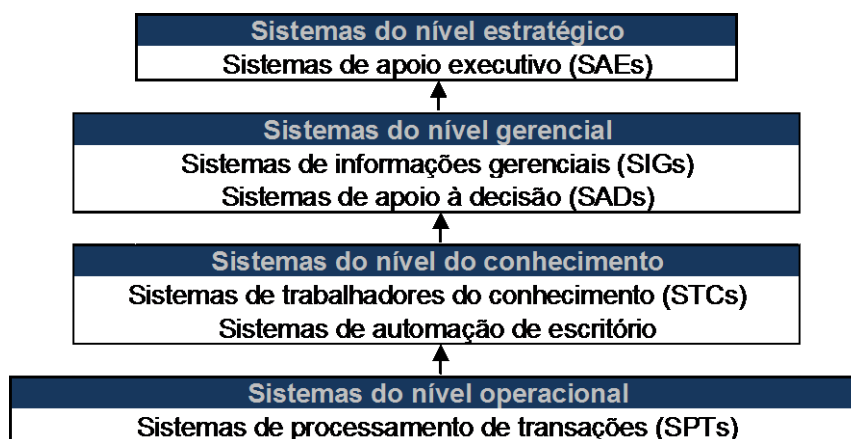 Sistemas do nível estratégico
Sistemas de apoio executivo (SAEs)
Sistemas do nível gerencial
Sistemas de informações gerenciais (SIGs)
Sistemas de apoio à decisão (SADs)
Sistemas do nível do conhecimento
Sistemas de trabalhadores do conhecimento (STCs)
Sistemas de automação de escritório
Sistemas do nível operacional
Sistemas de processamento de transações (SPTs)